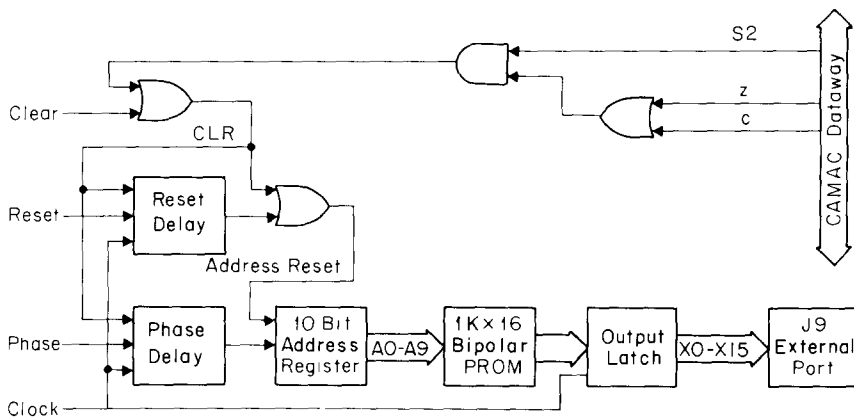 S2
z
c
CAMAC Dataway
Clear
CLR
Reset
Reset
Delay
Address Reset
Phase
Phase
Delay
10 Bit
Address
Register
A0-A9
1K × 16
Bipolar
PROM
Output
Latch
X0-X15
J9
External
Port
Clock